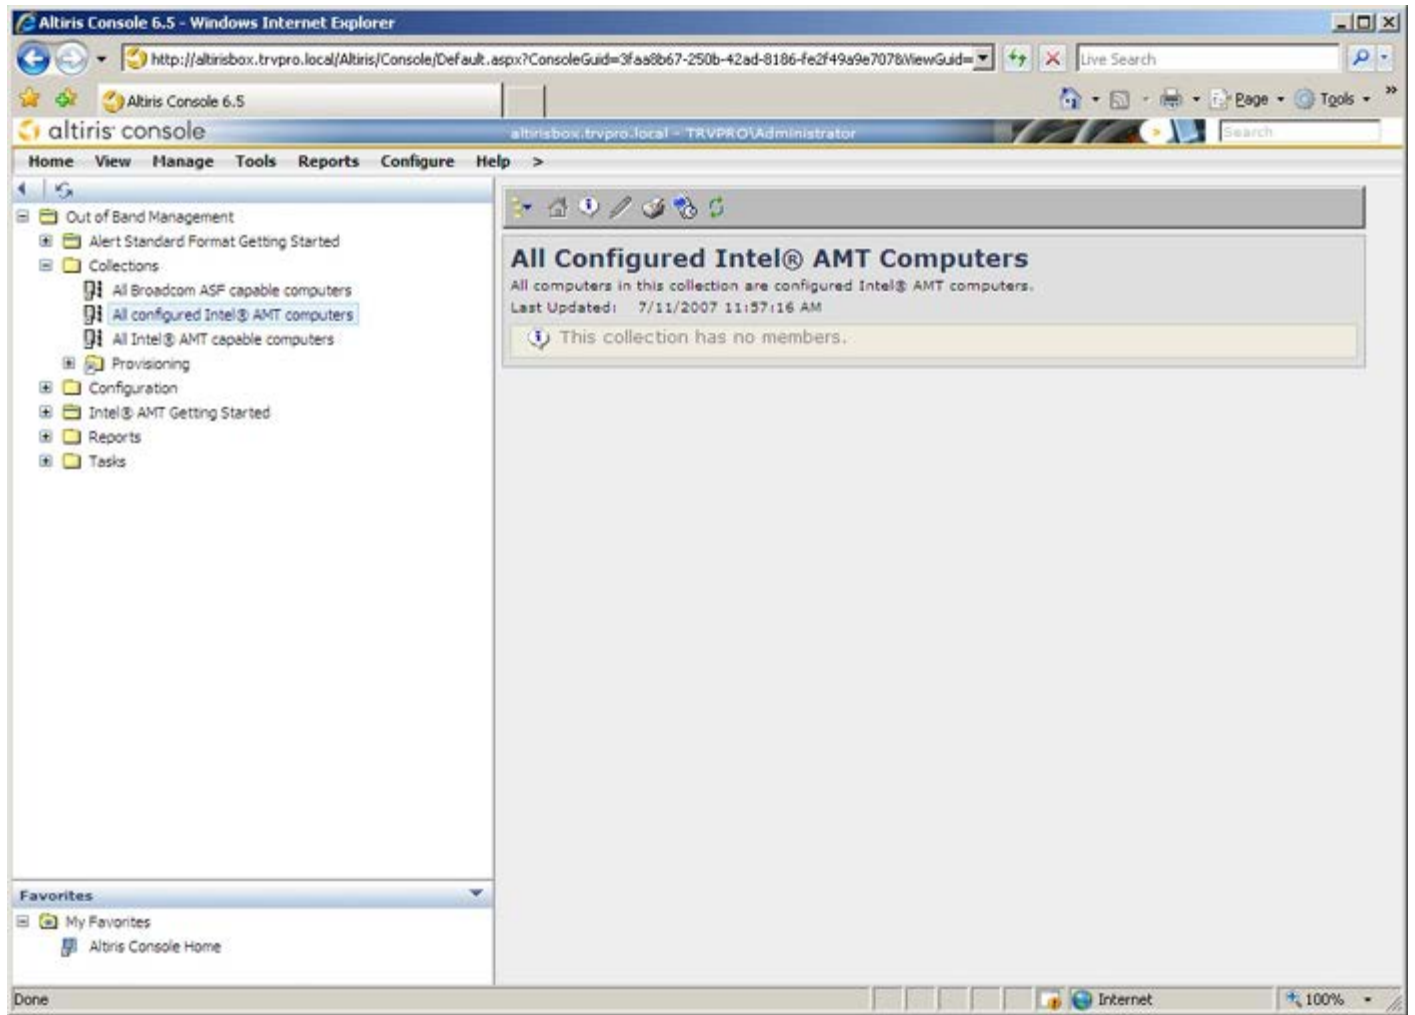 Altiris Console 6.5 - Windows Internet Explorer
http://altirisbox.trvpro.local/Altiris/Console/Default.aspx?ConsoleGuid=3faa8b67-250b-42ad-8186-fe2f49a9e707&ViewGuid=
Live Search
Altiris Console 6.5
Page
Tools
altiris console
altirisbox.trvpro.local - TRVPRO\Administrator
Search
Home View Manage Tools Reports Configure Help >
Out of Band Management
Alert Standard Format Getting Started
Collections
All Broadcom ASF capable computers
All configured Intel® AMT computers
All Intel® AMT capable computers
Provisioning
Configuration
Intel® AMT Getting Started
Reports
Tasks
All Configured Intel® AMT Computers
All computers in this collection are configured Intel® AMT computers.
Last Updated: 7/11/2007 11:57:16 AM
This collection has no members.
Favorites
My Favorites
Altiris Console Home
Done
Internet
100%